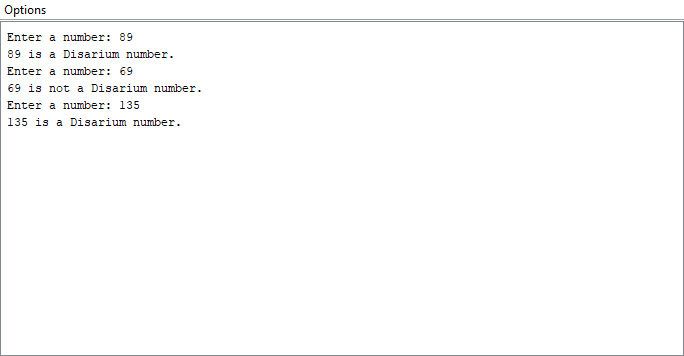 Options
Enter a number: 89
89 is a Disarium number.
Enter a number: 69
69 is not a Disarium number.
Enter a number: 135
135 is a Disarium number.